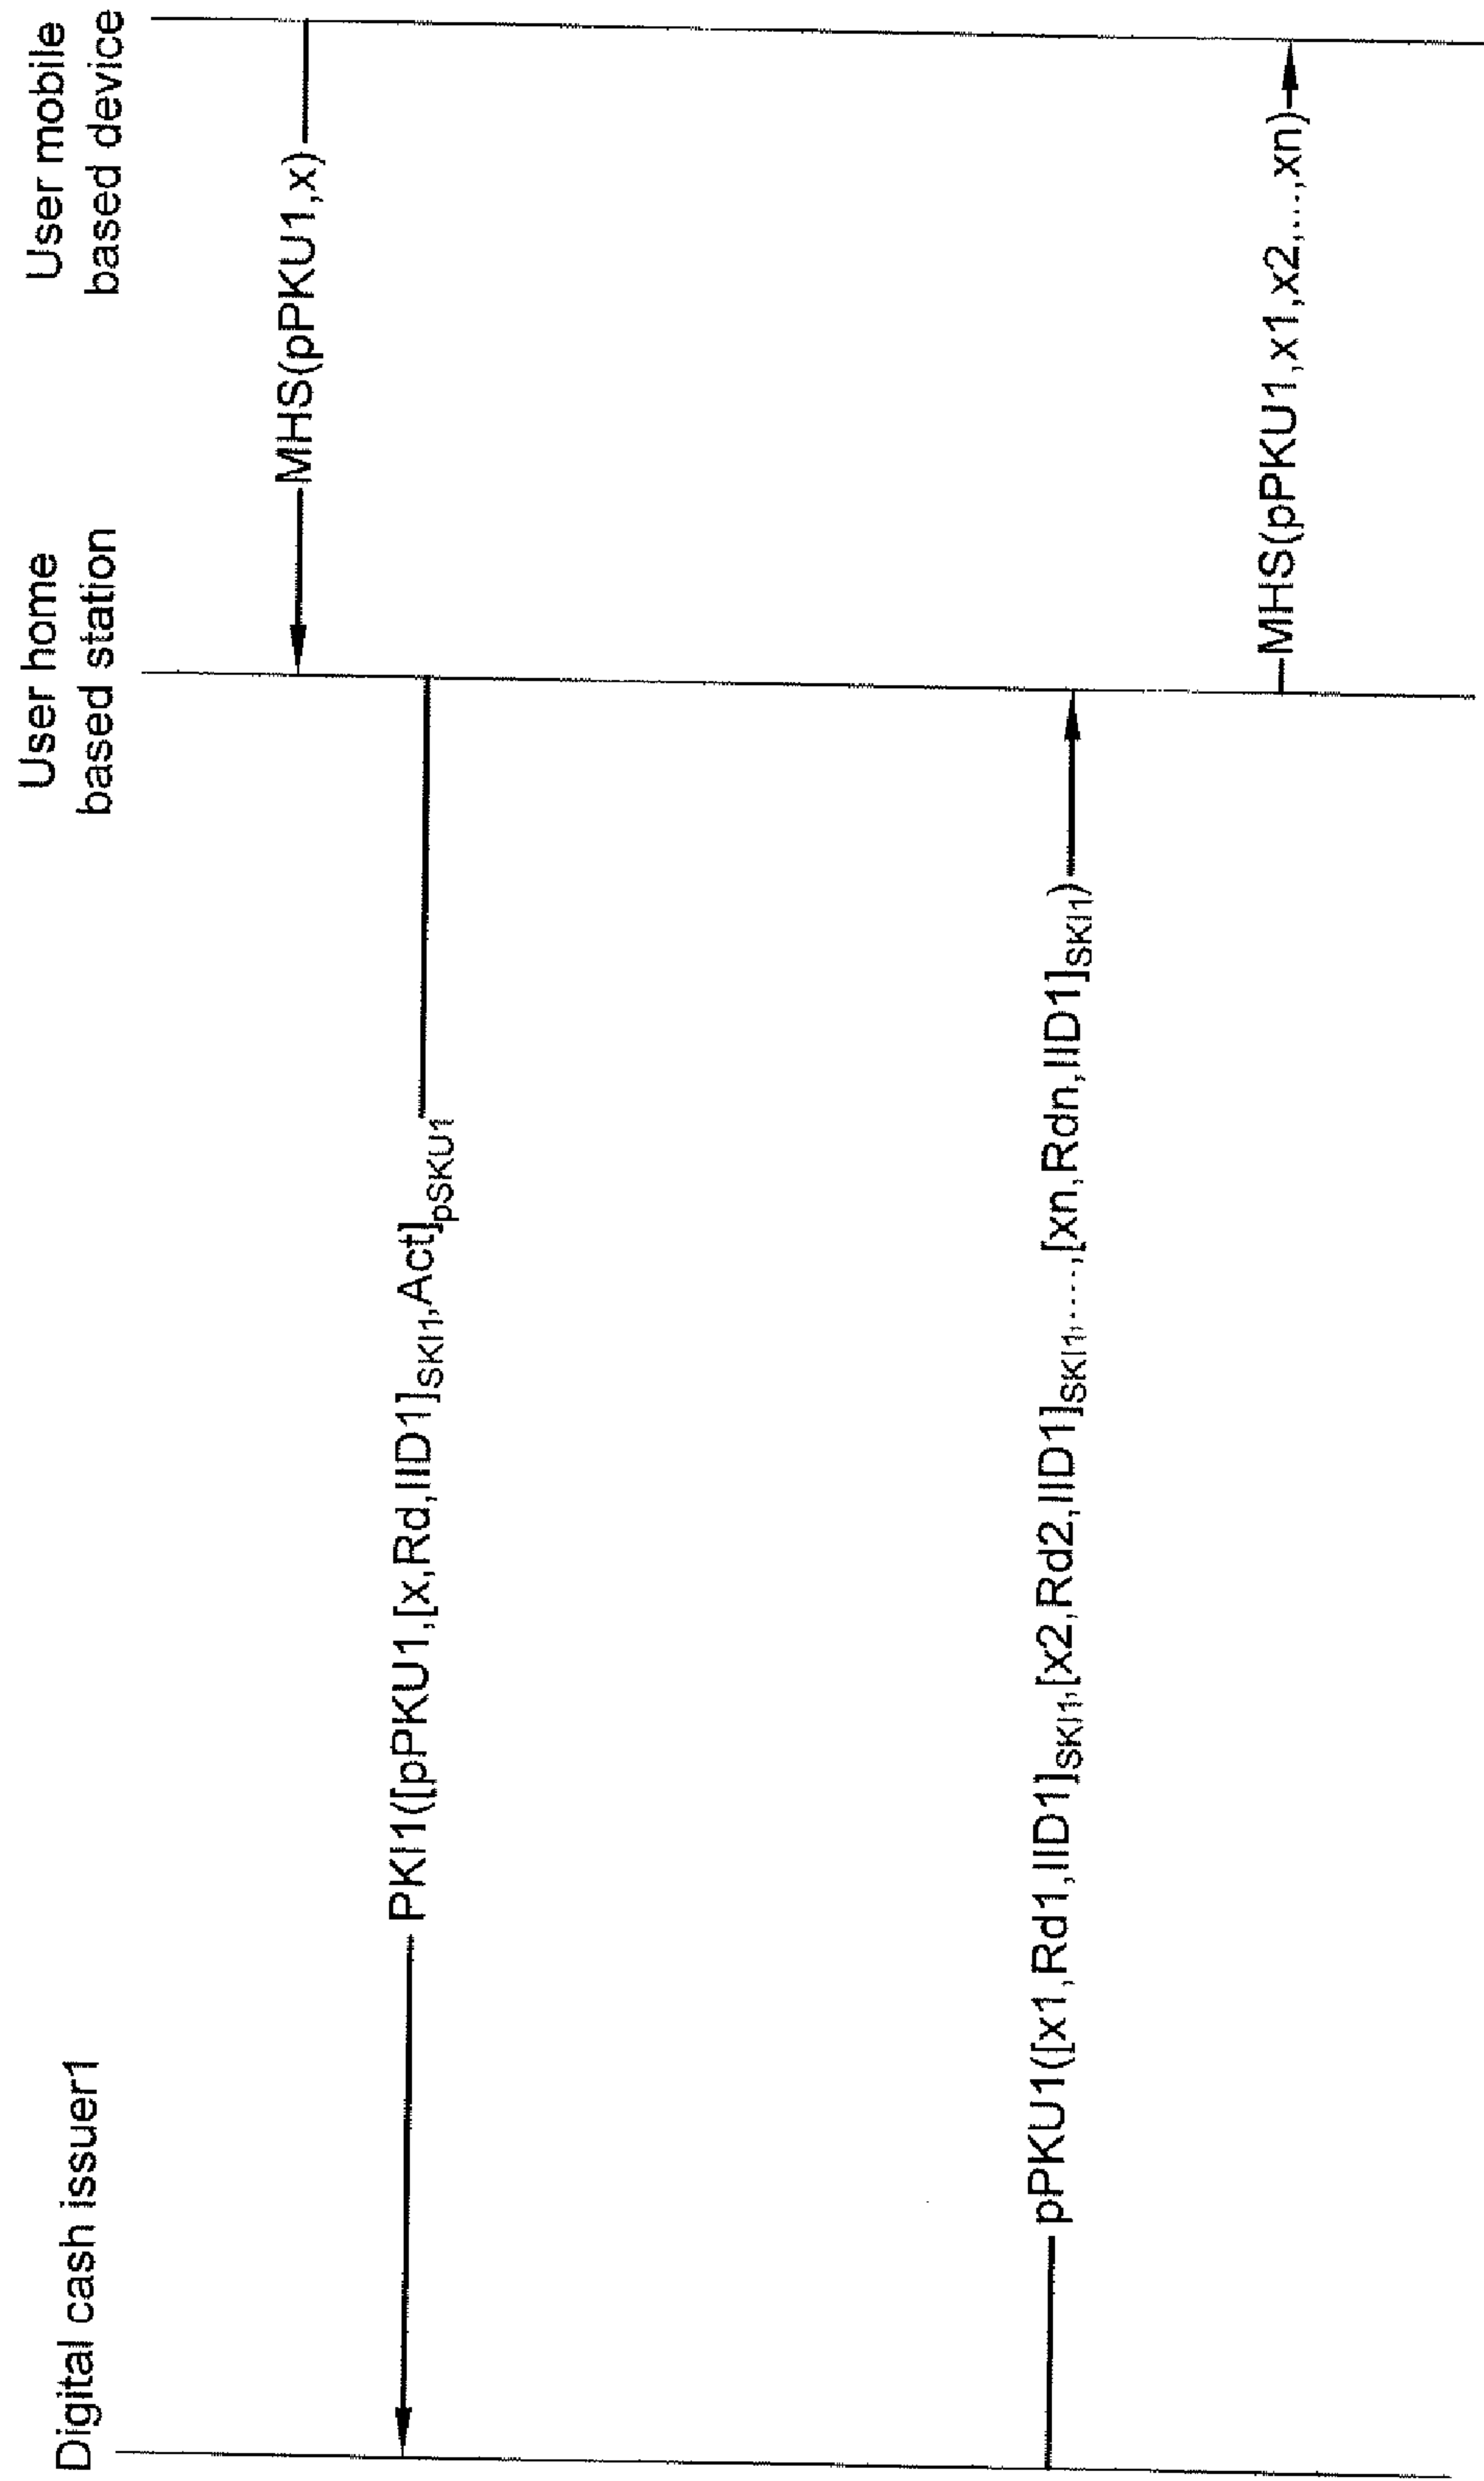 Digital cash issuer1
User home
based station
User mobile
based device
MHS(pPKU1,x)
PKI1([pPKU1,[x,Rd,IID1]SKI1,Act]pSKU1
pPKU1([x1,Rd1,IID1]SKI1,[x2,Rd2,IID1]SKI1,.....,[xn,Rdn,IID1]SKI1)
MHS(pPKU1,x1,x2,...,xn)